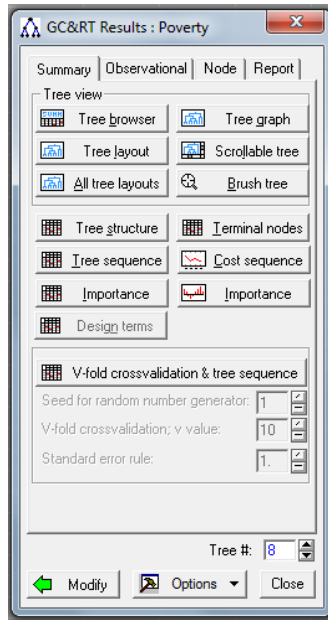 GC&RT Results : Poverty
Summary Observational Node Report
Tree view
Tree browser Tree graph
Tree layout Scrollable tree
All tree layouts Brush tree
Tree structure Terminal nodes
Tree sequence Cost sequence
Importance Importance
Design terms
V-fold crossvalidation & tree sequence
Seed for random number generator: 1
V-fold crossvalidation; v value: 10
Standard error rule: 1.
Tree #: 8
Modify Options Close